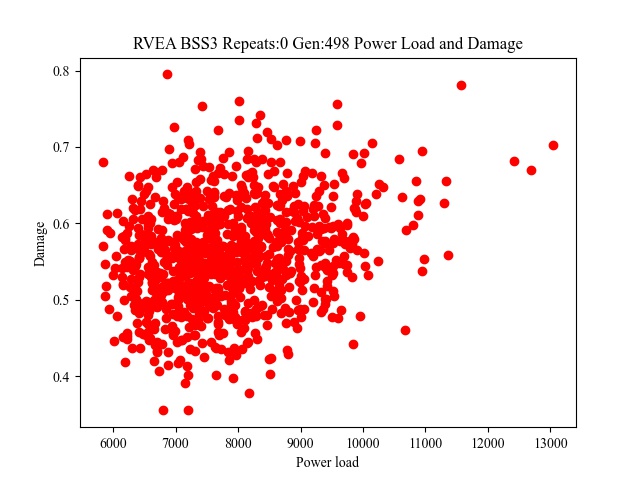 RVEA BSS3 Repeats:0 Gen:498 Power Load and Damage
0.8
0.7
0.6
0.5
0.4
Damage
6000 7000 8000 9000 10000 11000 12000 13000
Power load